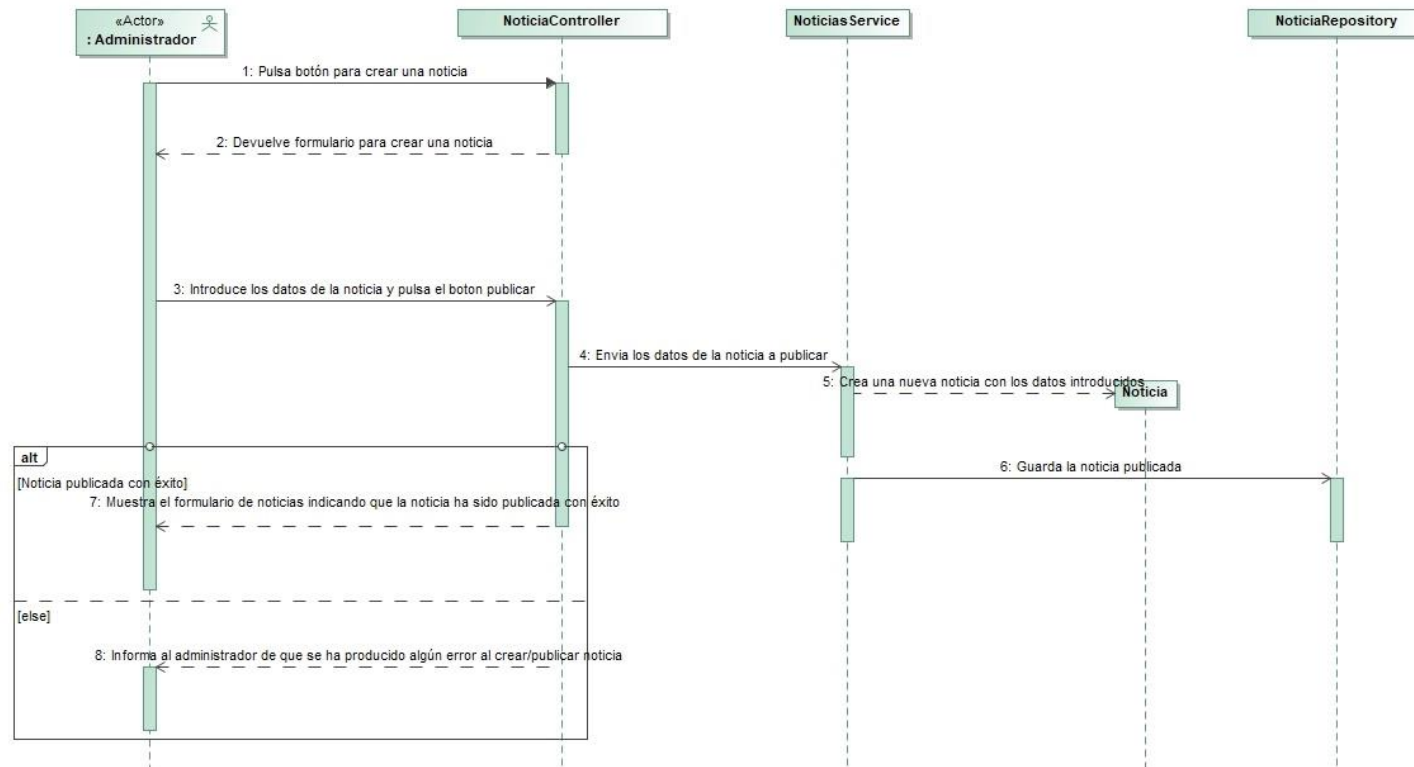 «Actor»
: Administrador
NoticiaController
NoticiasService
NoticiaRepository
1: Pulsa botón para crear una noticia
2: Devuelve formulario para crear una noticia
3: Introduce los datos de la noticia y pulsa el boton publicar
4: Envia los datos de la noticia a publicar
5: Crea una nueva noticia con los datos introducidos
Noticia
alt
[Noticia publicada con éxito]
6: Guarda la noticia publicada
7: Muestra el formulario de noticias indicando que la noticia ha sido publicada con éxito
[else]
8: Informa al administrador de que se ha producido algún error al crear/publicar noticia